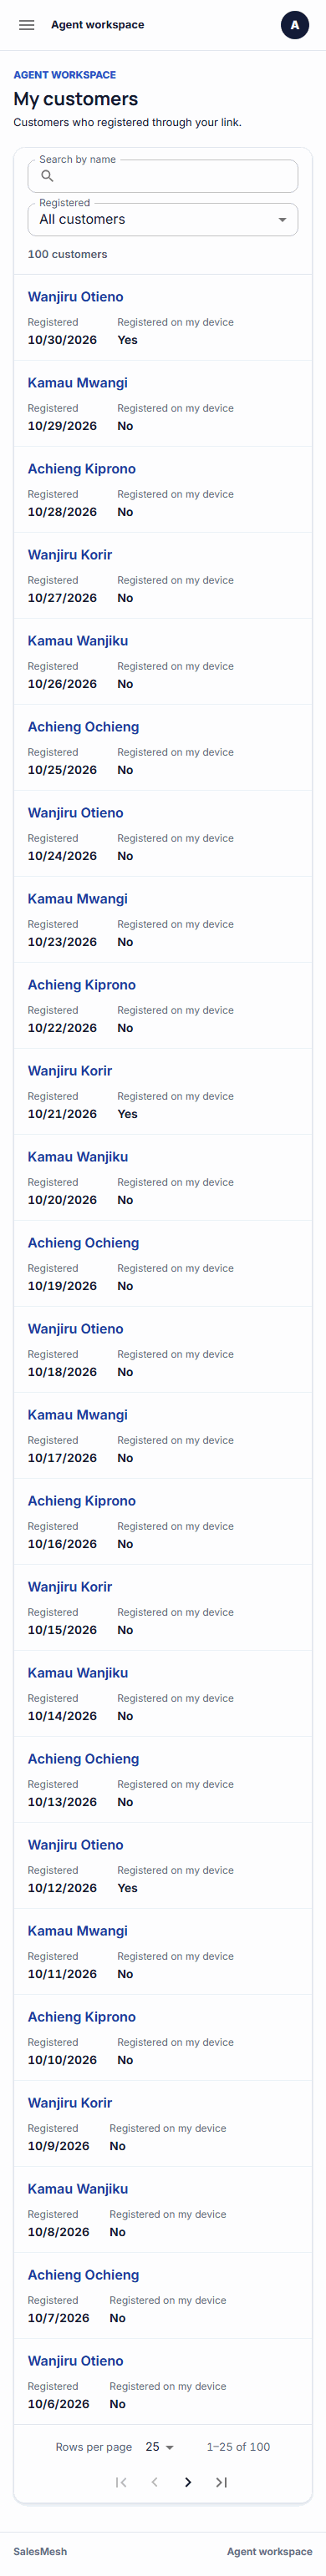 Agent workspace
A
AGENT WORKSPACE
My customers
Customers who registered through your link.
Search by name
Registered
All customers
100 customers
Wanjiru Otieno
Registered Registered on my device
10/30/2026 Yes
Kamau Mwangi
Registered Registered on my device
10/29/2026 No
Achieng Kiprono
Registered Registered on my device
10/28/2026 No
Wanjiru Korir
Registered Registered on my device
10/27/2026 No
Kamau Wanjiku
Registered Registered on my device
10/26/2026 No
Achieng Ochieng
Registered Registered on my device
10/25/2026 No
Wanjiru Otieno
Registered Registered on my device
10/24/2026 No
Kamau Mwangi
Registered Registered on my device
10/23/2026 No
Achieng Kiprono
Registered Registered on my device
10/22/2026 No
Wanjiru Korir
Registered Registered on my device
10/21/2026 Yes
Kamau Wanjiku
Registered Registered on my device
10/20/2026 No
Achieng Ochieng
Registered Registered on my device
10/19/2026 No
Wanjiru Otieno
Registered Registered on my device
10/18/2026 No
Kamau Mwangi
Registered Registered on my device
10/17/2026 No
Achieng Kiprono
Registered Registered on my device
10/16/2026 No
Wanjiru Korir
Registered Registered on my device
10/15/2026 No
Kamau Wanjiku
Registered Registered on my device
10/14/2026 No
Achieng Ochieng
Registered Registered on my device
10/13/2026 No
Wanjiru Otieno
Registered Registered on my device
10/12/2026 Yes
Kamau Mwangi
Registered Registered on my device
10/11/2026 No
Achieng Kiprono
Registered Registered on my device
10/10/2026 No
Wanjiru Korir
Registered Registered on my device
10/9/2026 No
Kamau Wanjiku
Registered Registered on my device
10/8/2026 No
Achieng Ochieng
Registered Registered on my device
10/7/2026 No
Wanjiru Otieno
Registered Registered on my device
10/6/2026 No
Rows per page 25 1–25 of 100
SalesMesh Agent workspace